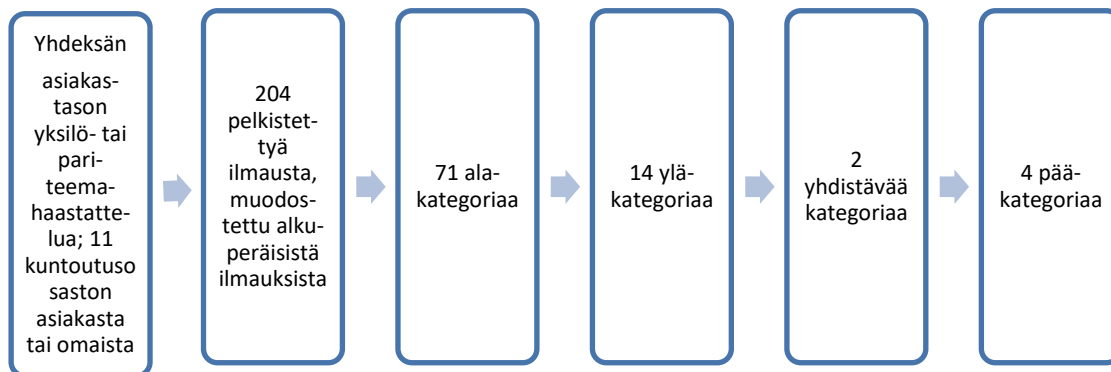 Yhdeksän
asiakas-
tason
yksilö- tai
pari-
teema-
haastatte-
lua; 11
kuntoutuso
saston
asiakasta
tai omaista
204
pelkistet-
tyä
ilmausta,
muodos-
tettu alku-
peräisistä
ilmauksista
71 ala-
kategoriaa
14 ylä-
kategoriaa
2
yhdistävää
kategoriaa
4 pää-
kategoriaa